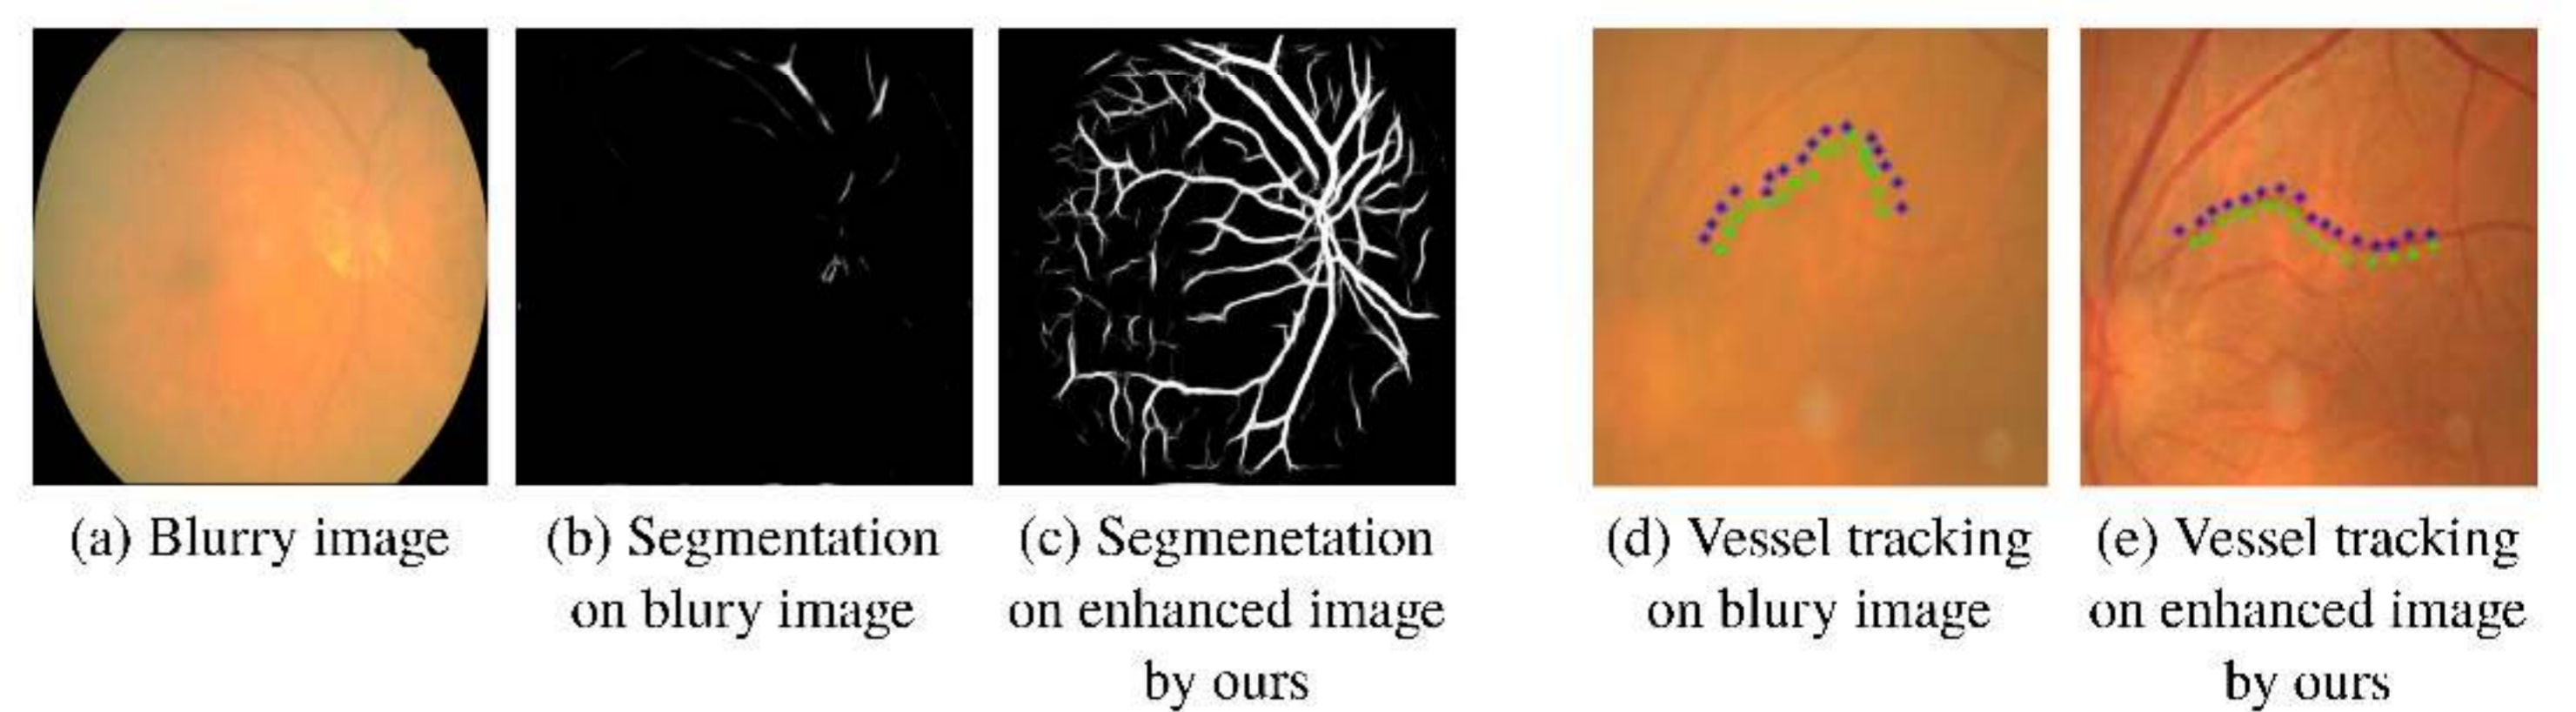 (a) Blurry image
(b) Segmentation
on blury image
(c) Segmenetation
on enhanced image
by ours
(d) Vessel tracking
on blury image
(e) Vessel tracking
on enhanced image
by ours